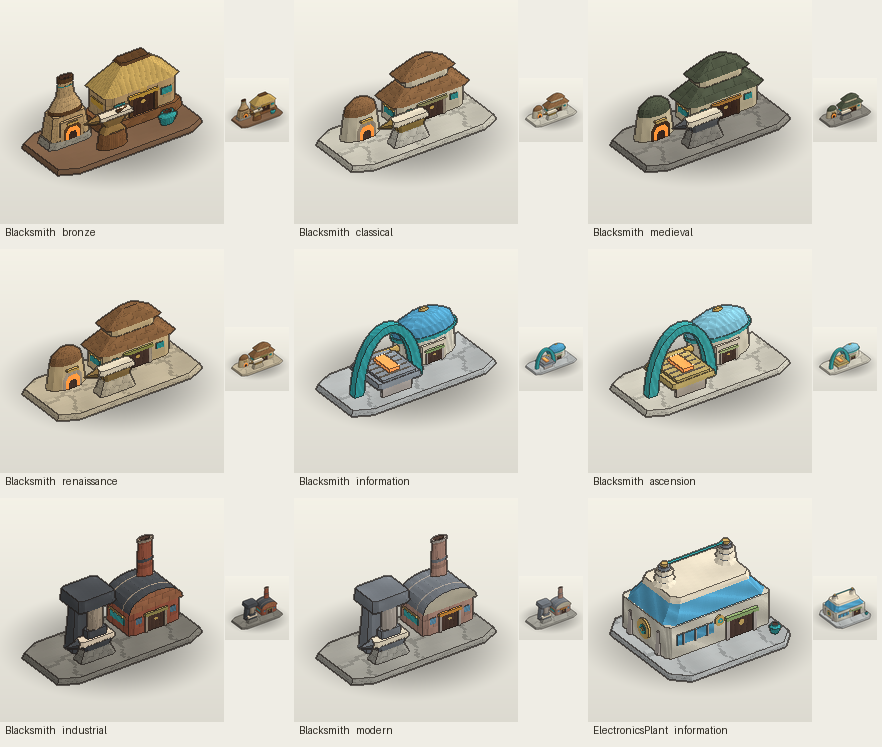 Blacksmith bronze
Blacksmith classical
Blacksmith medieval
Blacksmith renaissance
Blacksmith information
Blacksmith ascension
Blacksmith industrial
Blacksmith modern
ElectronicsPlant information